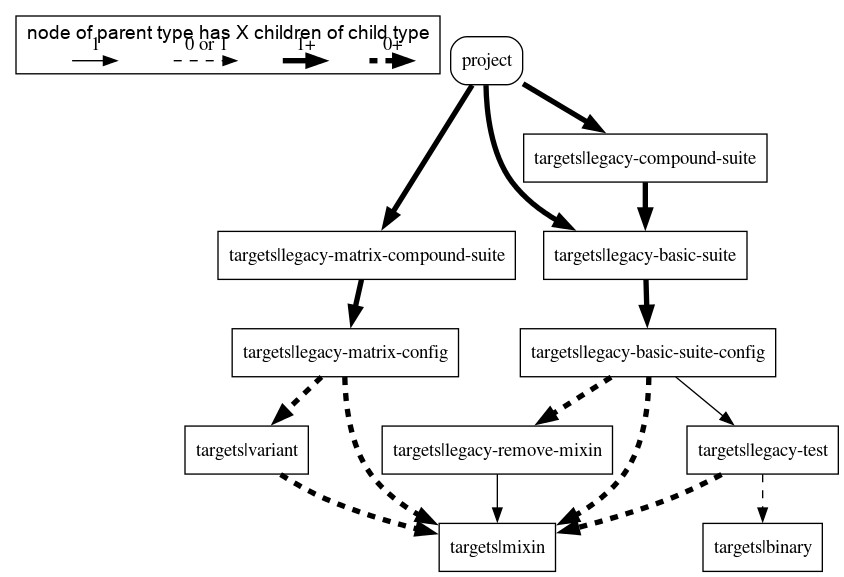 node of parent type has X children of child type
1 0 or 1 1+ 0+
project
targets|legacy-compound-suite
targets|legacy-matrix-compound-suite targets|legacy-basic-suite
targets|legacy-matrix-config targets|legacy-basic-suite-config
targets|variant targets|legacy-remove-mixin targets|legacy-test
targets|mixin targets|binary